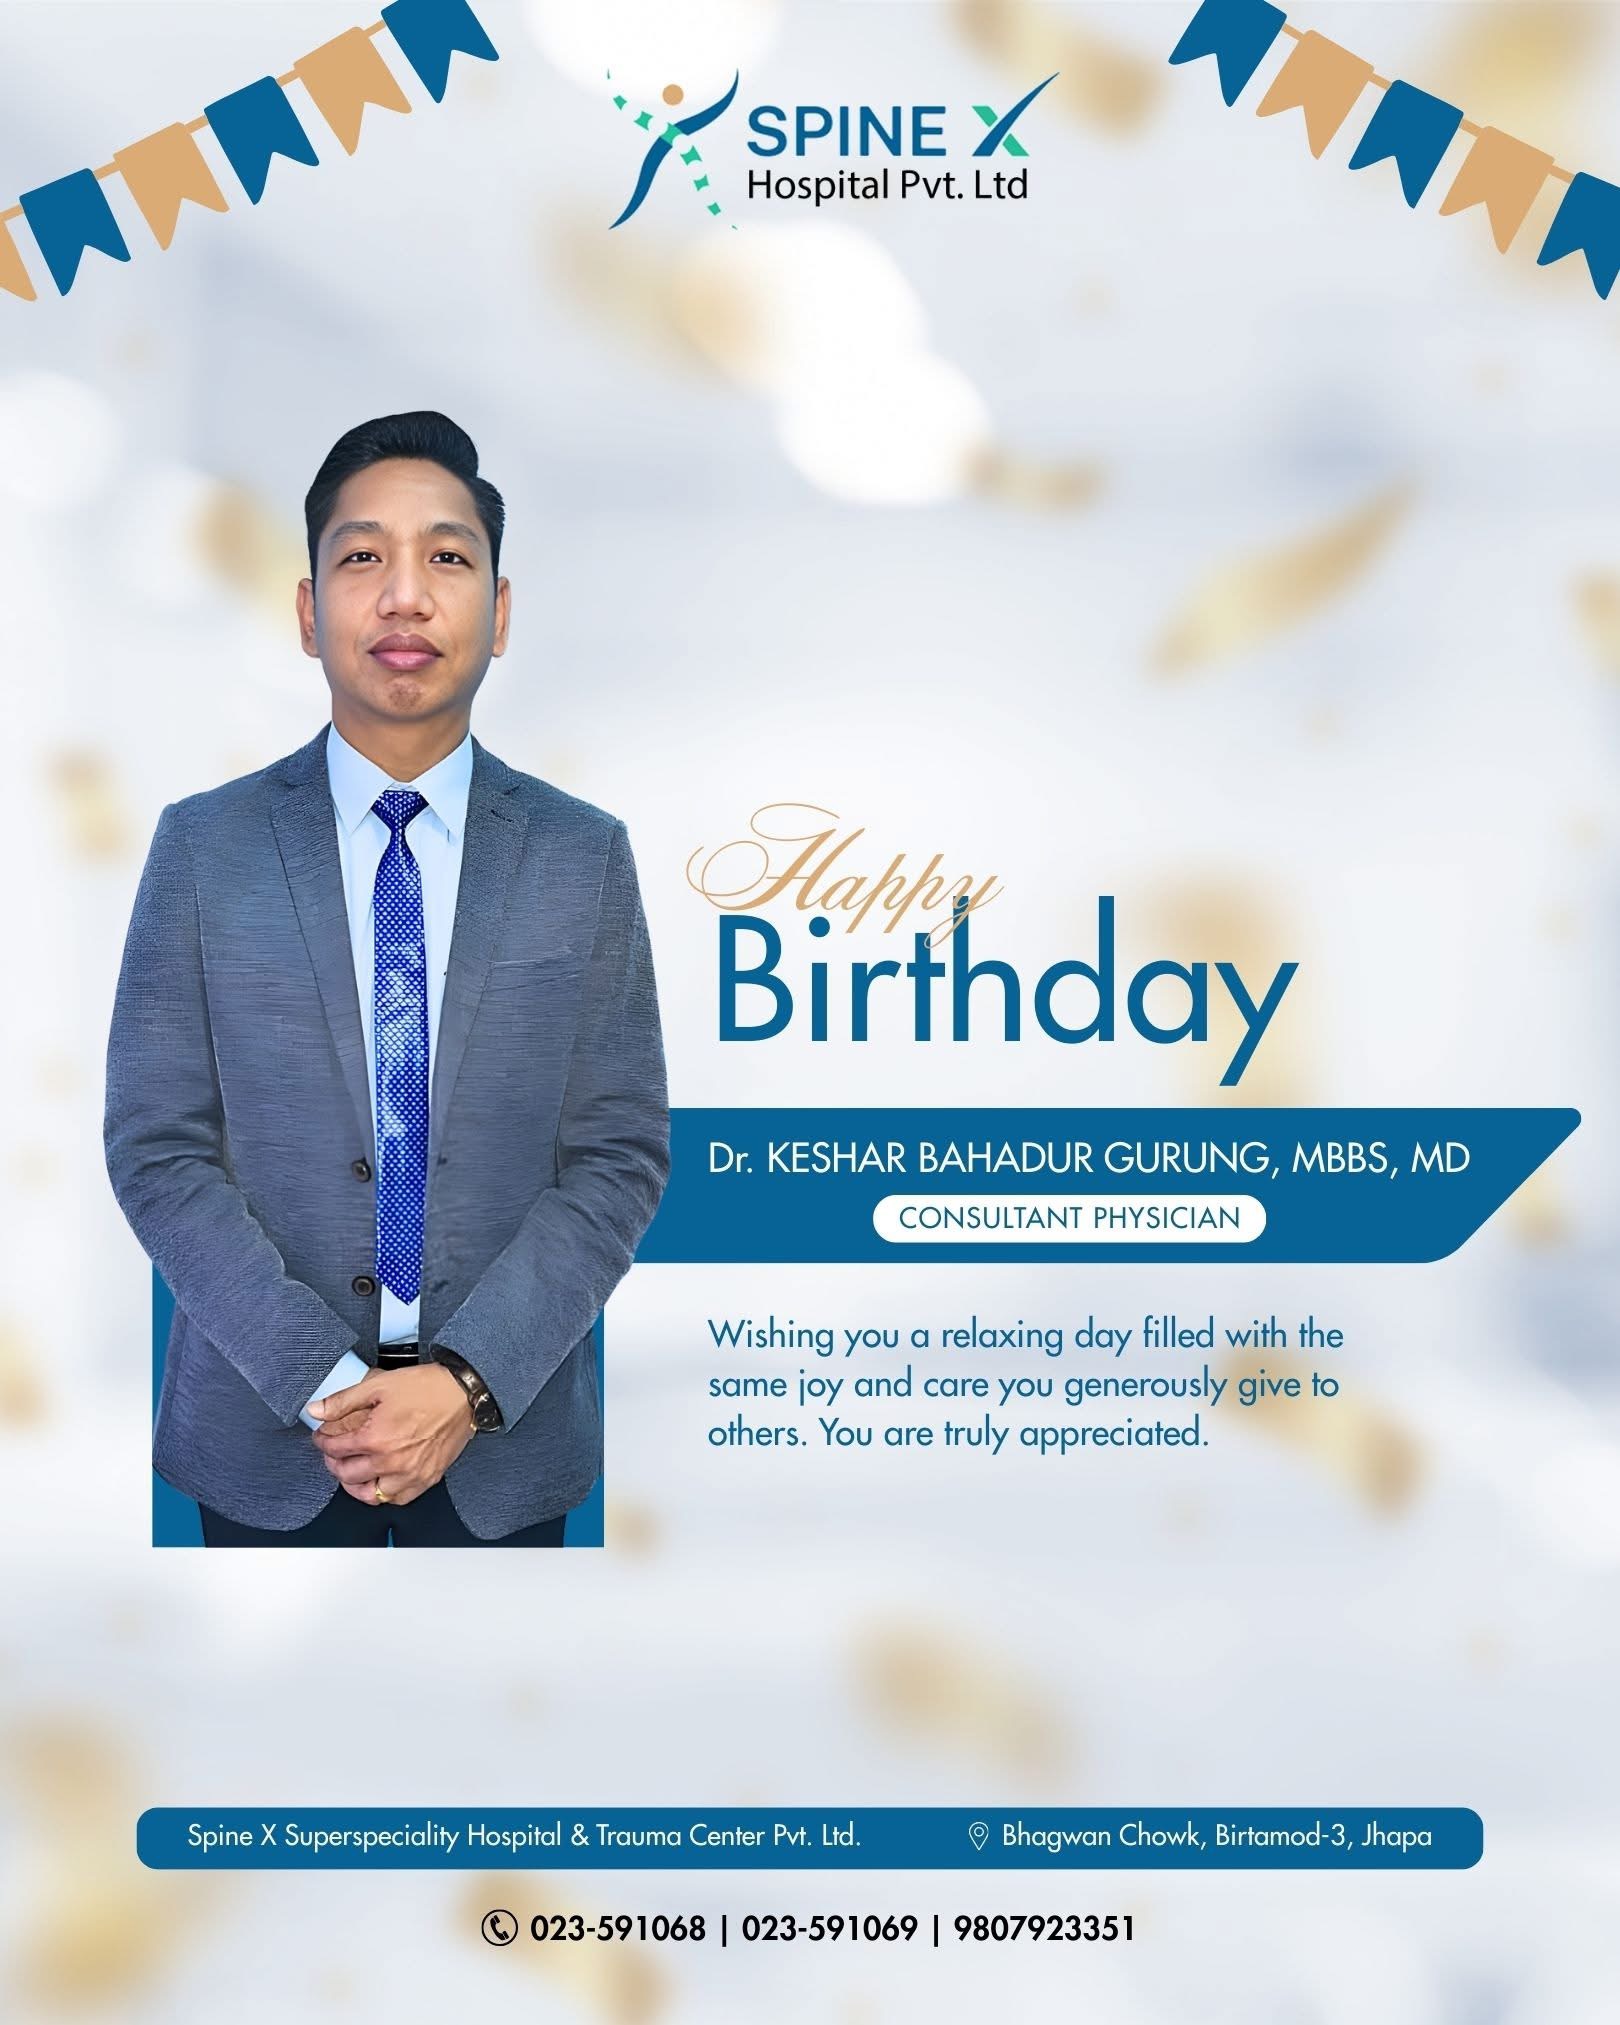 SPINE X
Hospital Pvt. Ltd
Happy
Birthday
Dr. KESHAR BAHADUR GURUNG, MBBS, MD
CONSULTANT PHYSICIAN
Wishing you a relaxing day filled with the
same joy and care you generously give to
others. You are truly appreciated.
Spine X Superspeciality Hospital & Trauma Center Pvt. Ltd.
Bhagwan Chowk, Birtamod-3, Jhapa
023-591068 | 023-591069 | 9807923351